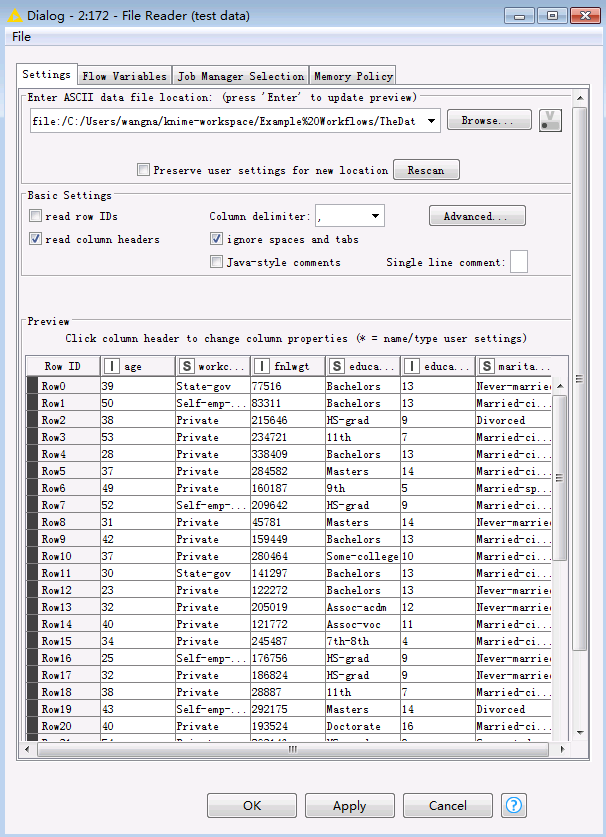 Dialog - 2:172 - File Reader (test data)
File
Settings Flow Variables Job Manager Selection Memory Policy
Enter ASCII data file location: (press 'Enter' to update preview)
file:/C:/Users/wangna/knime-workspace/Example%20Workflows/TheDat Browse... V
Preserve user settings for new location Rescan
Basic Settings
read row IDs Column delimiter: , Advanced...
read column headers ignore spaces and tabs
Java-style comments Single line comment:
Preview
Click column header to change column properties (* = name/type user settings)
Row ID I age S workc... I fnlwgt S educa... I educa... S marita...
Row0 39 State-gov 77516 Bachelors 13 Never-married
Row1 50 Self-emp-... 83311 Bachelors 13 Married-ci...
Row2 38 Private 215646 HS-grad 9 Divorced
Row3 53 Private 234721 11th 7 Married-ci...
Row4 28 Private 338409 Bachelors 13 Married-ci...
Row5 37 Private 284582 Masters 14 Married-ci...
Row6 49 Private 160187 9th 5 Married-sp...
Row7 52 Self-emp-... 209642 HS-grad 9 Married-ci...
Row8 31 Private 45781 Masters 14 Never-married
Row9 42 Private 159449 Bachelors 13 Married-ci...
Row10 37 Private 280464 Some-college 10 Married-ci...
Row11 30 State-gov 141297 Bachelors 13 Married-ci...
Row12 23 Private 122272 Bachelors 13 Never-married
Row13 32 Private 205019 Assoc-acdm 12 Never-married
Row14 40 Private 121772 Assoc-voc 11 Married-ci...
Row15 34 Private 245487 7th-8th 4 Married-ci...
Row16 25 Self-emp-... 176756 HS-grad 9 Never-married
Row17 32 Private 186824 HS-grad 9 Never-married
Row18 38 Private 28887 11th 7 Married-ci...
Row19 43 Self-emp-... 292175 Masters 14 Divorced
Row20 40 Private 193524 Doctorate 16 Married-ci...
OK Apply Cancel ?